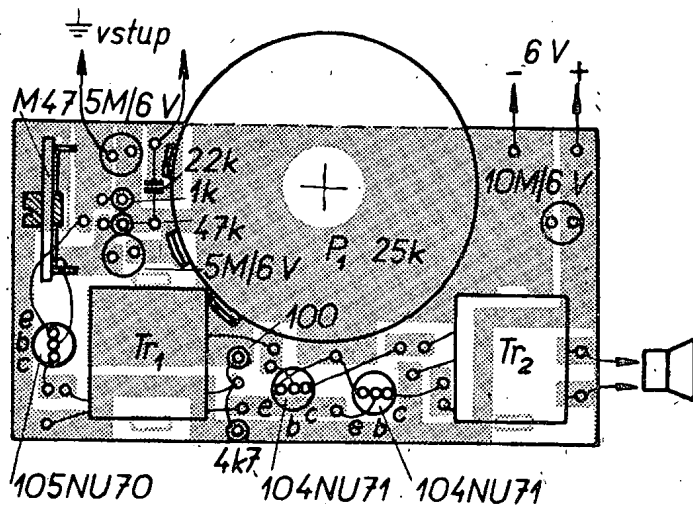 vstup
- 6 V +
M47 5M/6 V
22k
1k
47k
5M/6 V
10M/6 V
P1 25k
100
Tr1
Tr2
e
b
c
e
b
c
e
b
c
4k7
105NU70
104NU71
104NU71